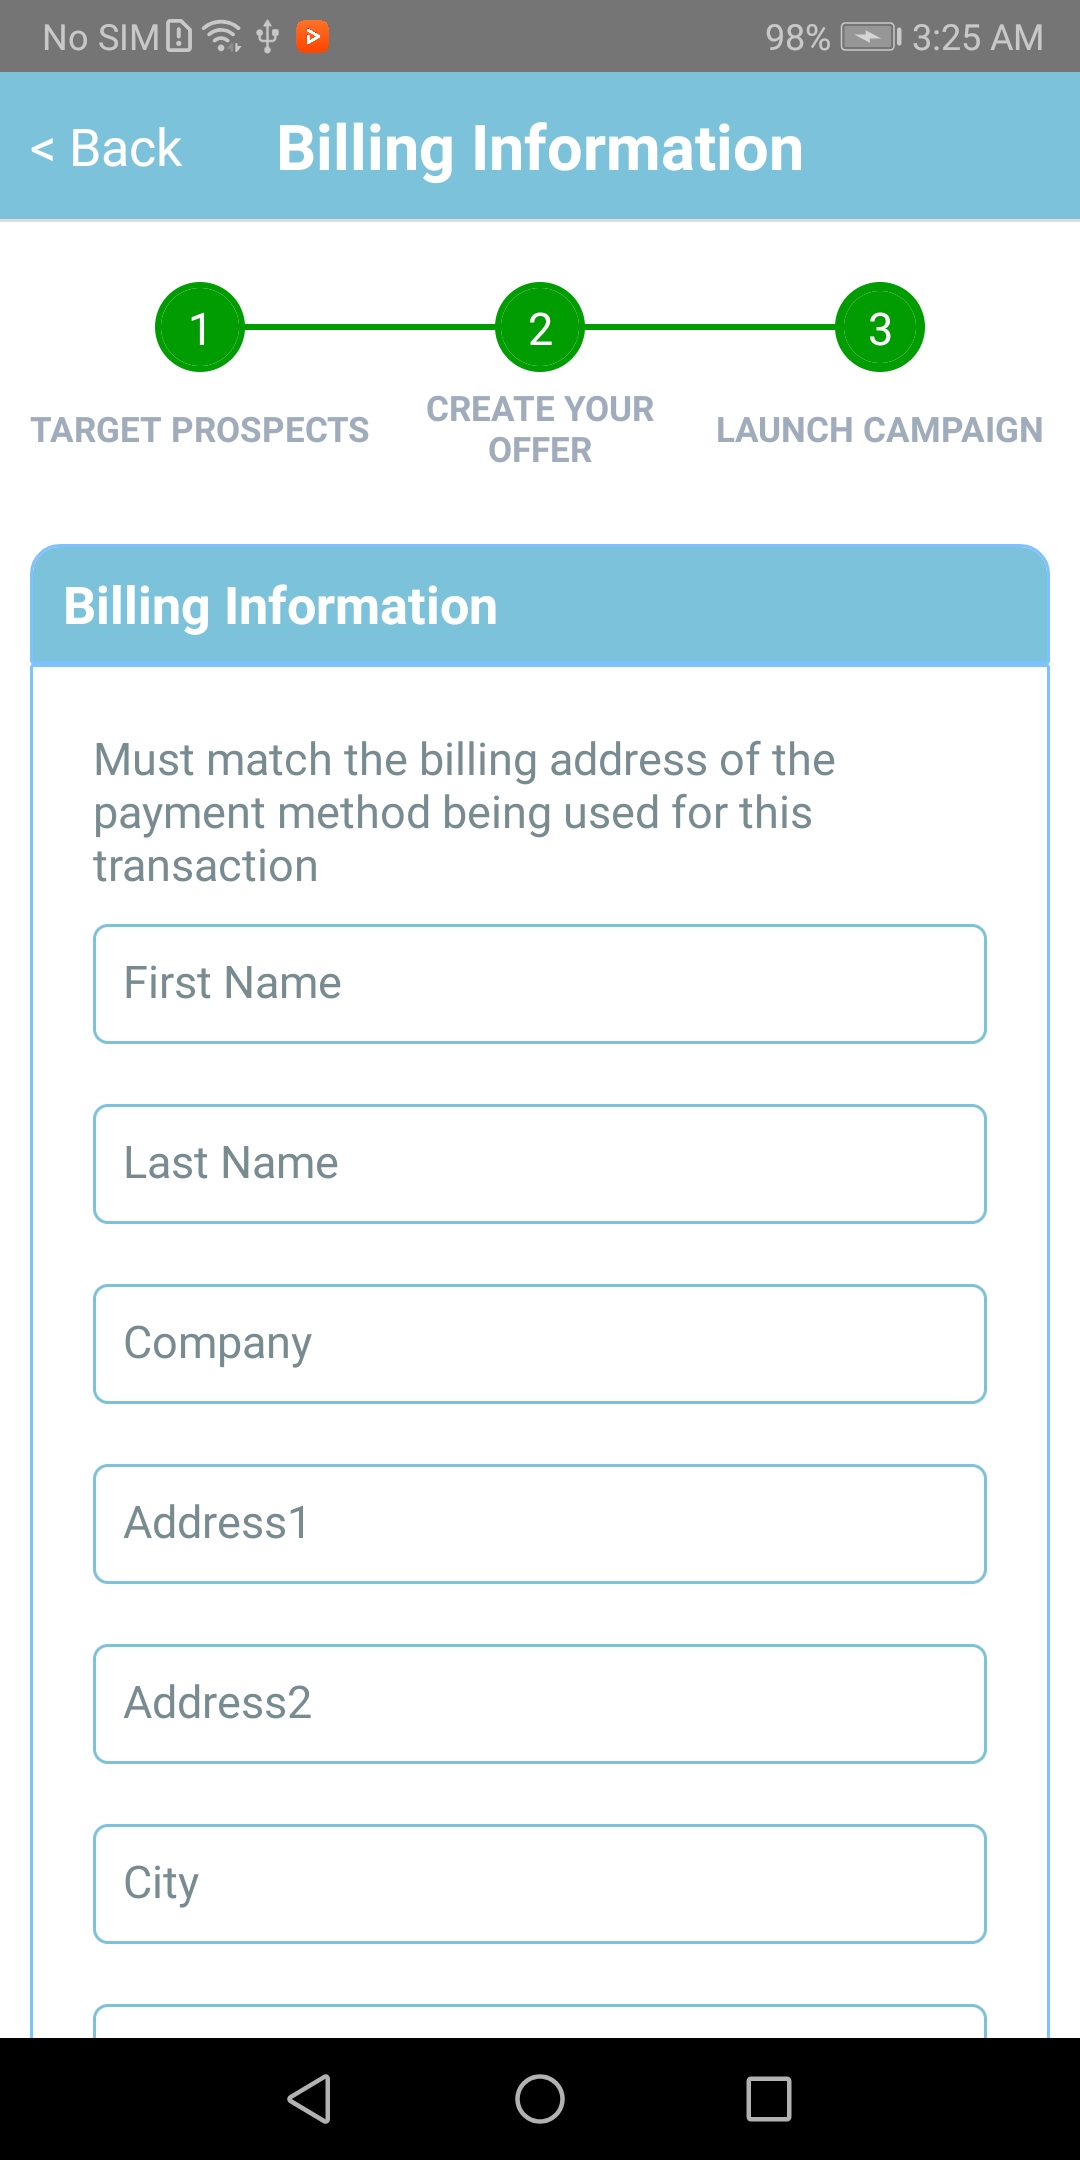 No SIM 98% 3:25 AM
< Back Billing Information
1 2 3
TARGET PROSPECTS CREATE YOUR OFFER LAUNCH CAMPAIGN
Billing Information
Must match the billing address of the
payment method being used for this
transaction
First Name
Last Name
Company
Address1
Address2
City